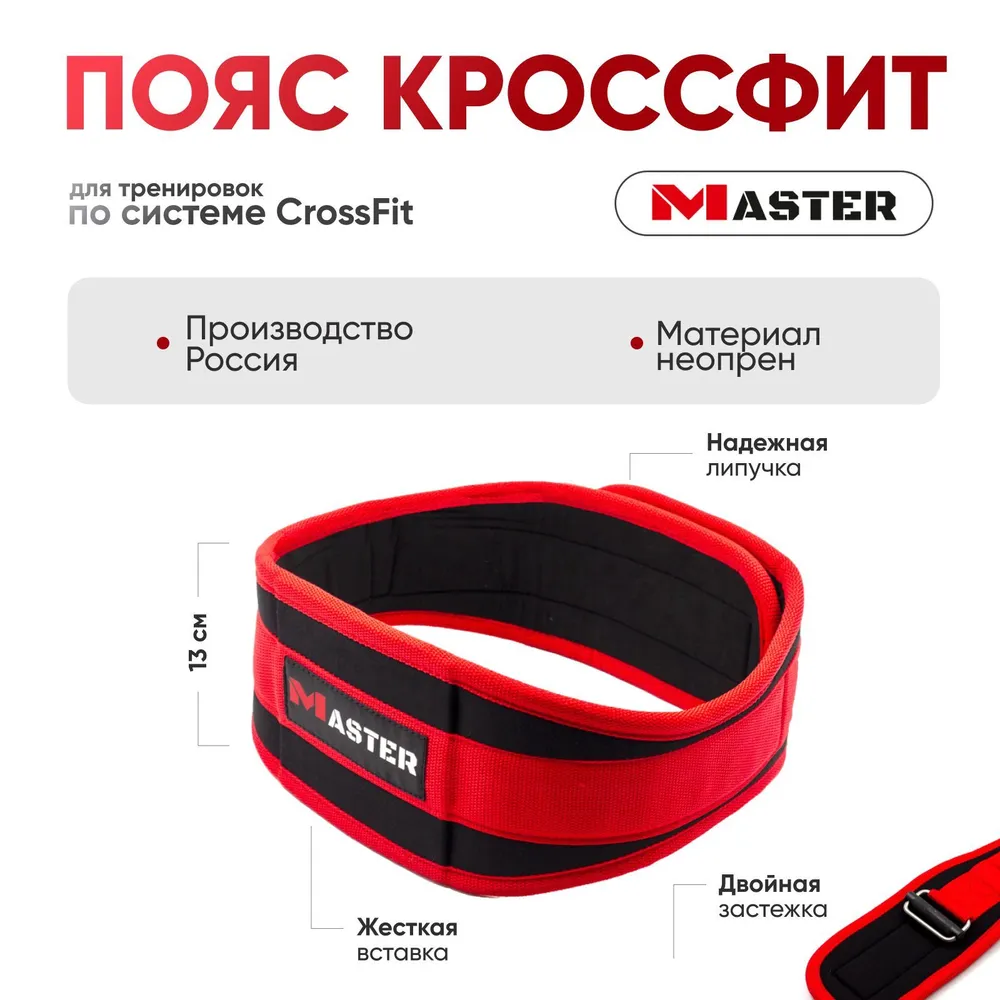 ПОЯС КРОССФИТ
для тренировок
по системе CrossFit
MASTER
Производство
Россия
Материал
неопрен
Надежная
липучка
13 см
MASTER
Жесткая
вставка
Двойная
застежка